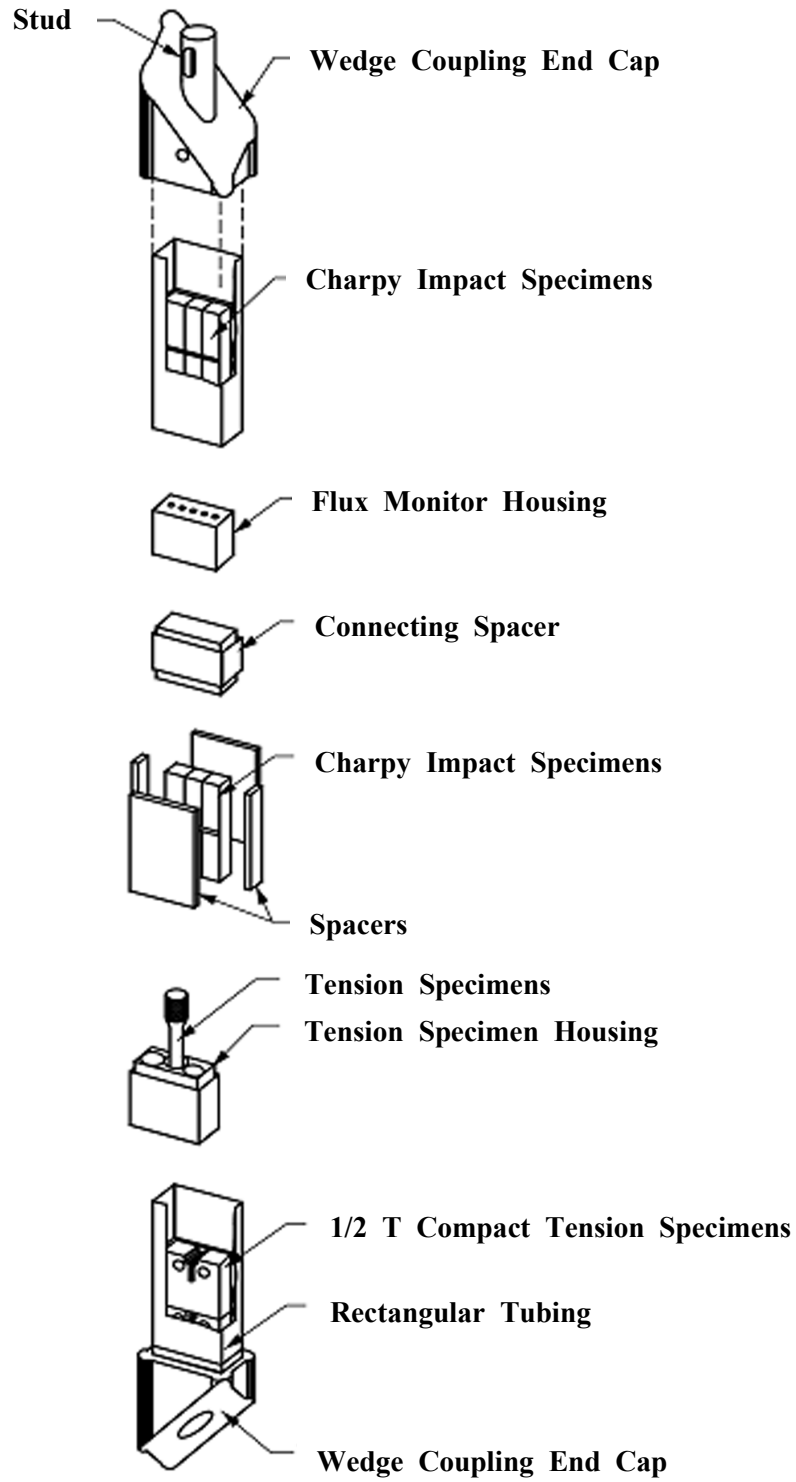 Stud
Wedge Coupling End Cap
Charpy Impact Specimens
Flux Monitor Housing
Connecting Spacer
Charpy Impact Specimens
Spacers
Tension Specimens
Tension Specimen Housing
1/2 T Compact Tension Specimens
Rectangular Tubing
Wedge Coupling End Cap